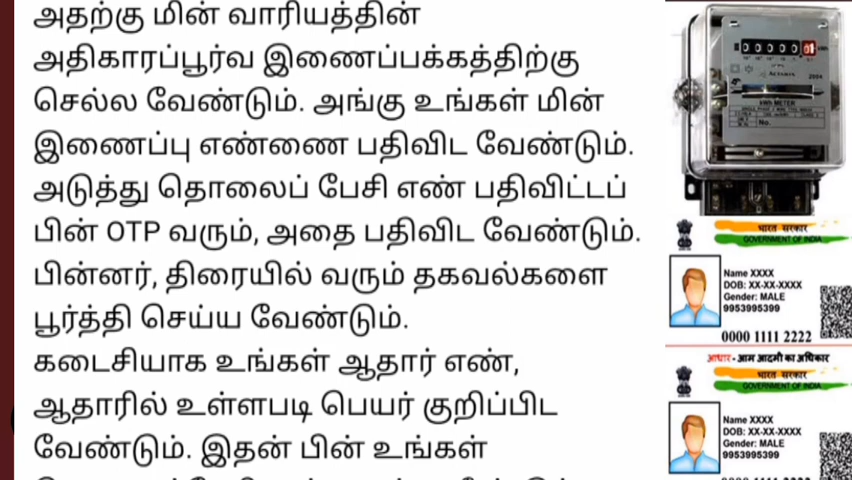 அதற்கு மின் வாரியத்தின்
அதிகாரப்பூர்வ இணைப்பக்கத்திற்கு
செல்ல வேண்டும். அங்கு உங்கள் மின்
இணைப்பு எண்ணை பதிவிட வேண்டும்.
அடுத்து தொலைப் பேசி எண் பதிவிட்டப்
பின் OTP வரும், அதை பதிவிட வேண்டும்.
பின்னர், திரையில் வரும் தகவல்களை
பூர்த்தி செய்ய வேண்டும்.
கடைசியாக உங்கள் ஆதார் எண்,
ஆதாரில் உள்ளபடி பெயர் குறிப்பிட
வேண்டும். இதன் பின் உங்கள்
kWh METER
No.
भारत सरकार
GOVERNMENT OF INDIA
Name XXXX
DOB: XX-XX-XXXX
Gender: MALE
9953995399
0000 1111 2222
आधार - आम आदमी का अधिकार
भारत सरकार
GOVERNMENT OF INDIA
Name XXXX
DOB: XX-XX-XXXX
Gender: MALE
9953995399